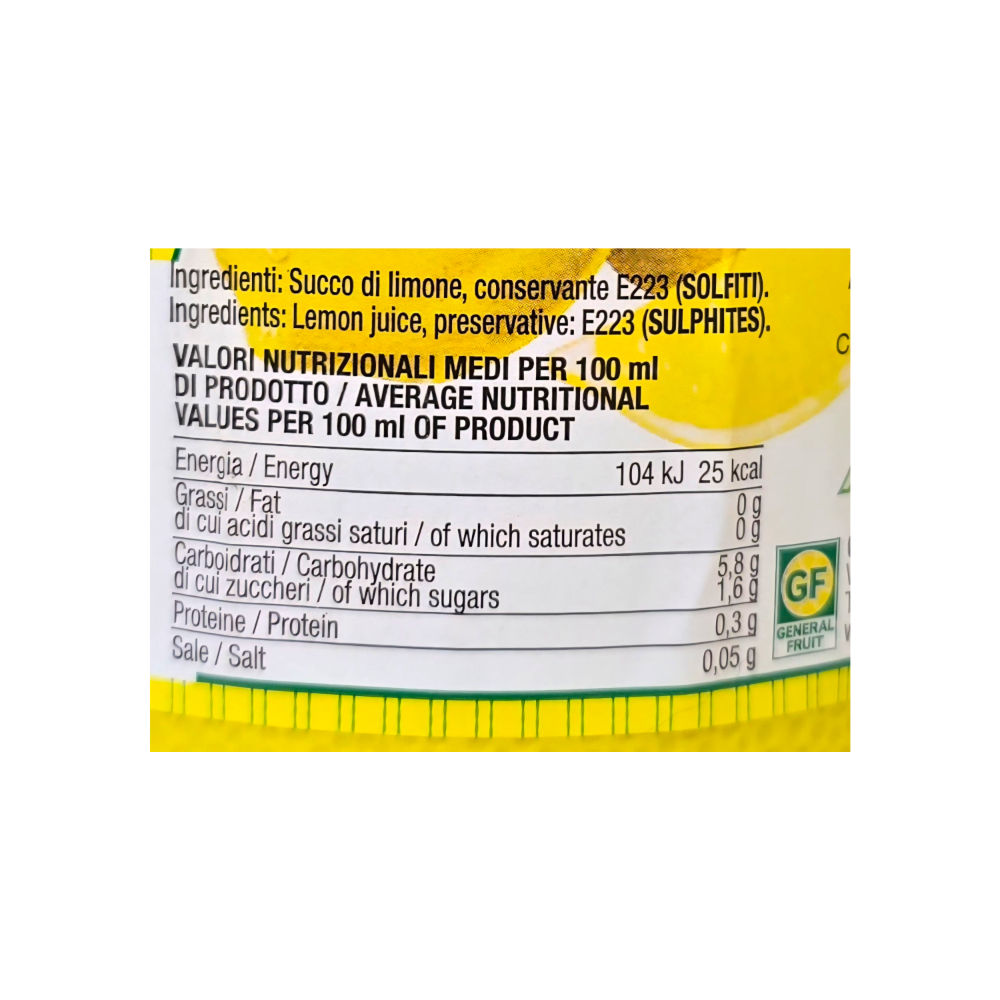 Ingredienti: Succo di limone, conservante E223 (SOLFITI).
Ingredients: Lemon juice, preservative: E223 (SULPHITES).
VALORI NUTRIZIONALI MEDI PER 100 ml
DI PRODOTTO / AVERAGE NUTRITIONAL
VALUES PER 100 ml OF PRODUCT
Energia / Energy 104 kJ 25 kcal
Grassi / Fat 0 g
di cui acidi grassi saturi / of which saturates 0 g
Carboidrati / Carbohydrate 5,8 g
di cui zuccheri / of which sugars 1,6 g
Proteine / Protein 0,3 g
Sale / Salt 0,05 g
GF
GENERAL
FRUIT